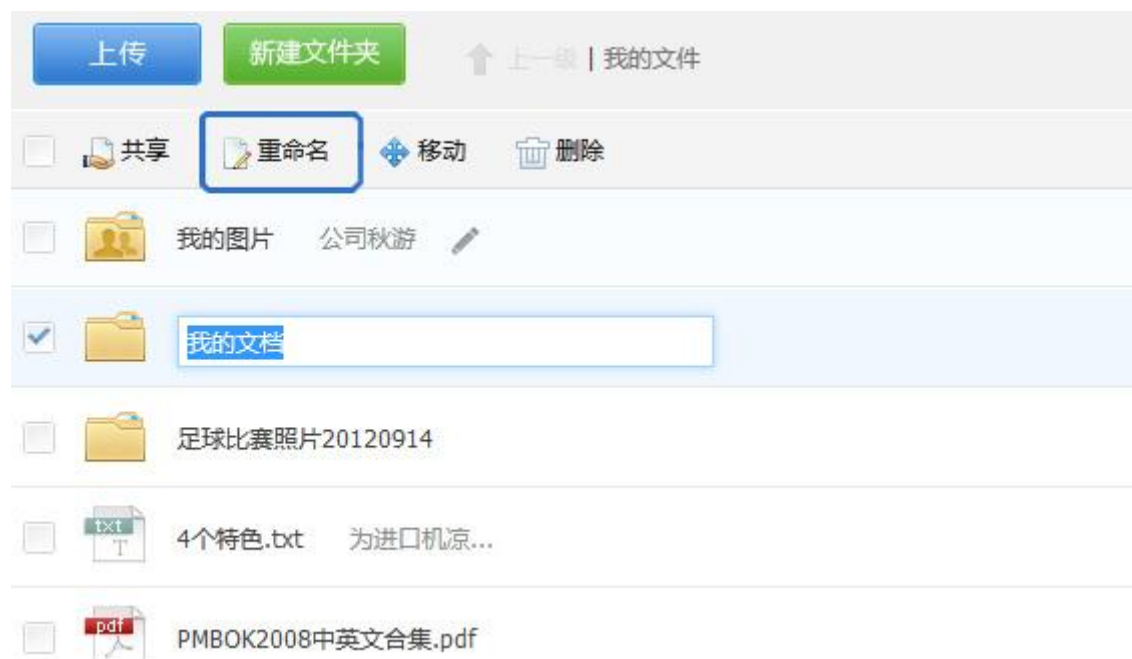 上传 新建文件夹 上一级 | 我的文件
共享 重命名 移动 删除
我的图片 公司秋游
我的文档
足球比赛照片20120914
txt
T
4个特色.txt 为进口机凉...
pdf
PMBOK2008中英文合集.pdf